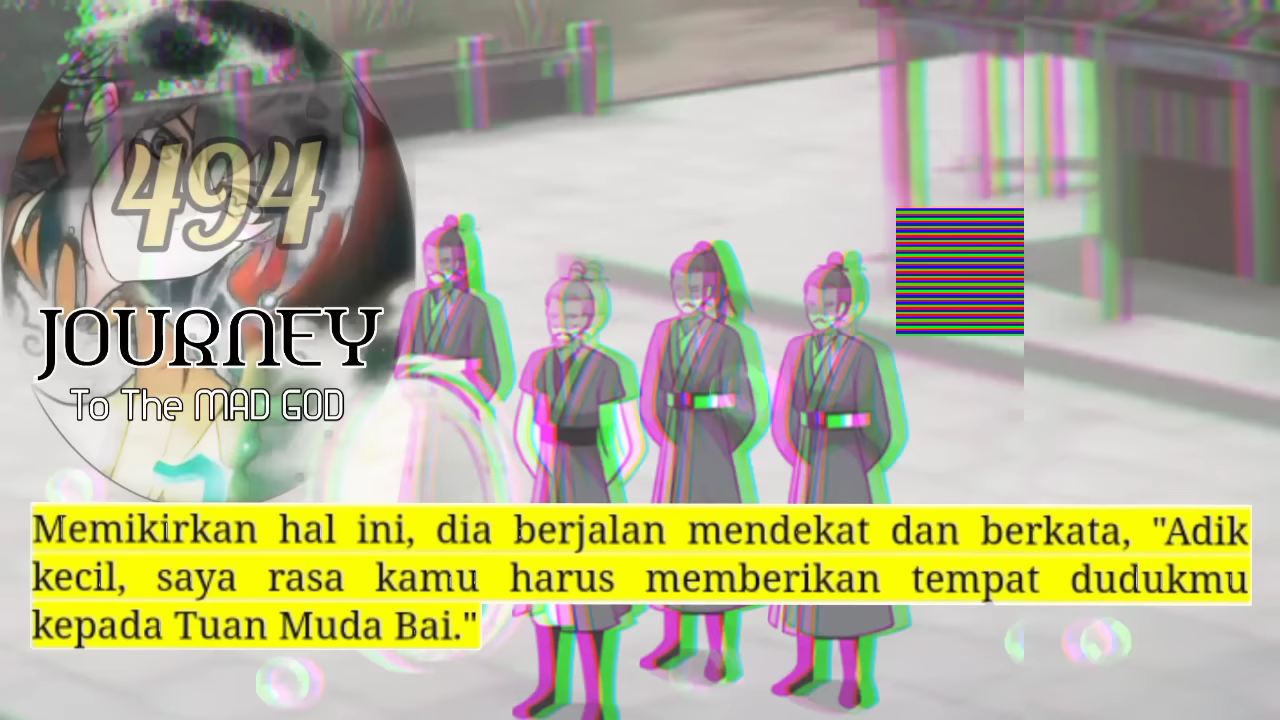 494
JOURNEY
To The MAD GOD
Memikirkan hal ini, dia berjalan mendekat dan berkata, "Adik
kecil, saya rasa kamu harus memberikan tempat dudukmu
kepada Tuan Muda Bai."